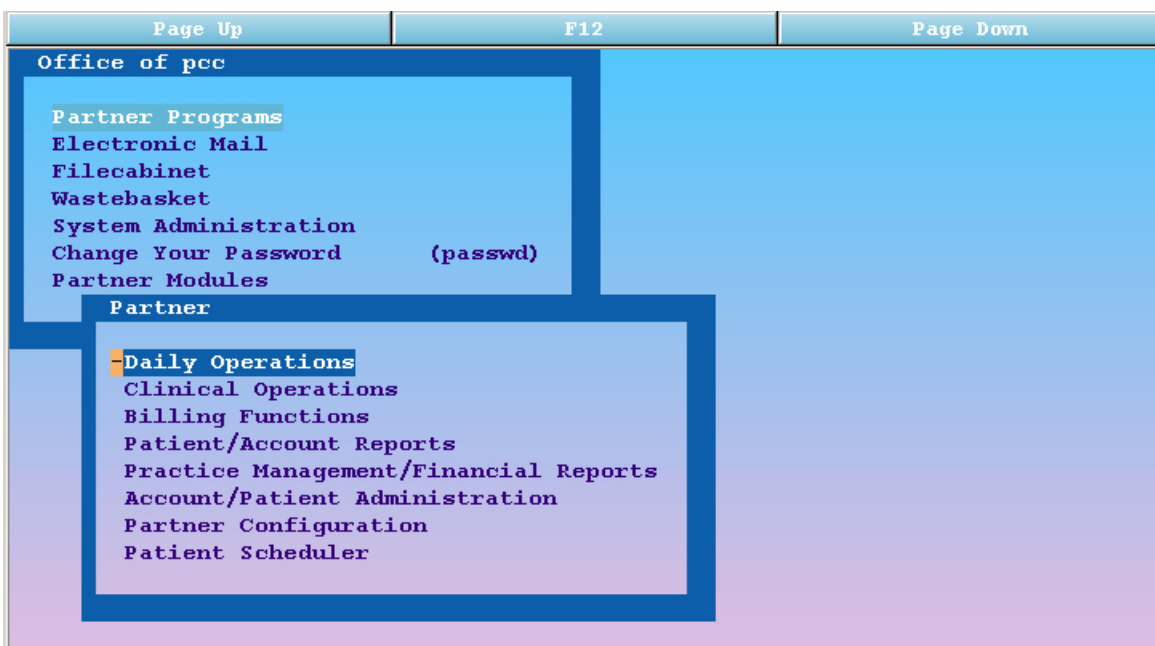 Page Up F12 Page Down
Office of pcc
Partner Programs
Electronic Mail
Filecabinet
Wastebasket
System Administration
Change Your Password (passwd)
Partner Modules
Partner
-Daily Operations
Clinical Operations
Billing Functions
Patient/Account Reports
Practice Management/Financial Reports
Account/Patient Administration
Partner Configuration
Patient Scheduler